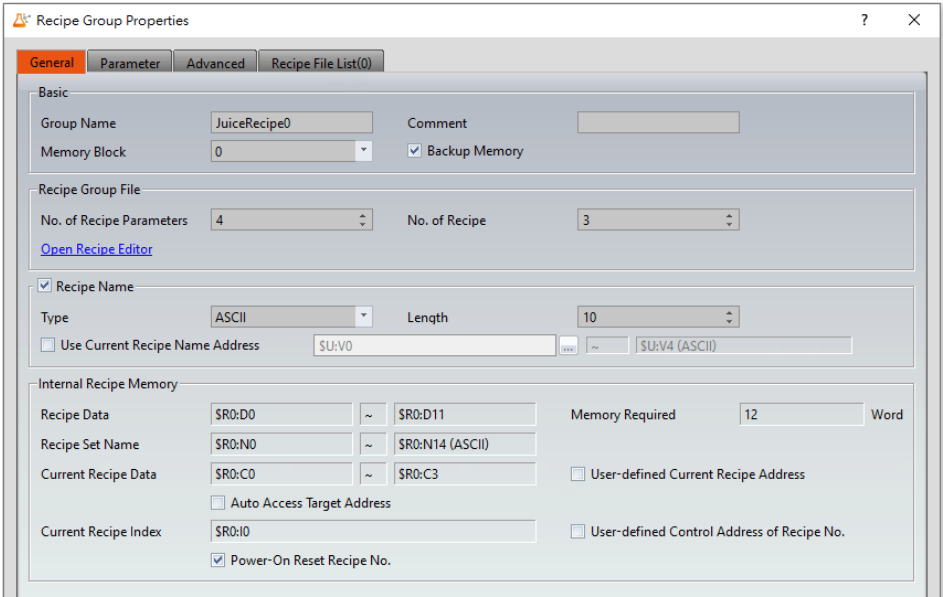 Recipe Group Properties ? ×
General Parameter Advanced Recipe File List(0)
Basic
Group Name JuiceRecipe0 Comment
Memory Block 0 Backup Memory
Recipe Group File
No. of Recipe Parameters 4 No. of Recipe 3
Open Recipe Editor
Recipe Name
Type ASCII Length 10
Use Current Recipe Name Address $U:V0 ... ~ $U:V4 (ASCII)
Internal Recipe Memory
Recipe Data $R0:D0 ~ $R0:D11 Memory Required 12 Word
Recipe Set Name $R0:N0 ~ $R0:N14 (ASCII)
Current Recipe Data $R0:C0 ~ $R0:C3 User-defined Current Recipe Address
Auto Access Target Address
Current Recipe Index $R0:I0 User-defined Control Address of Recipe No.
Power-On Reset Recipe No.